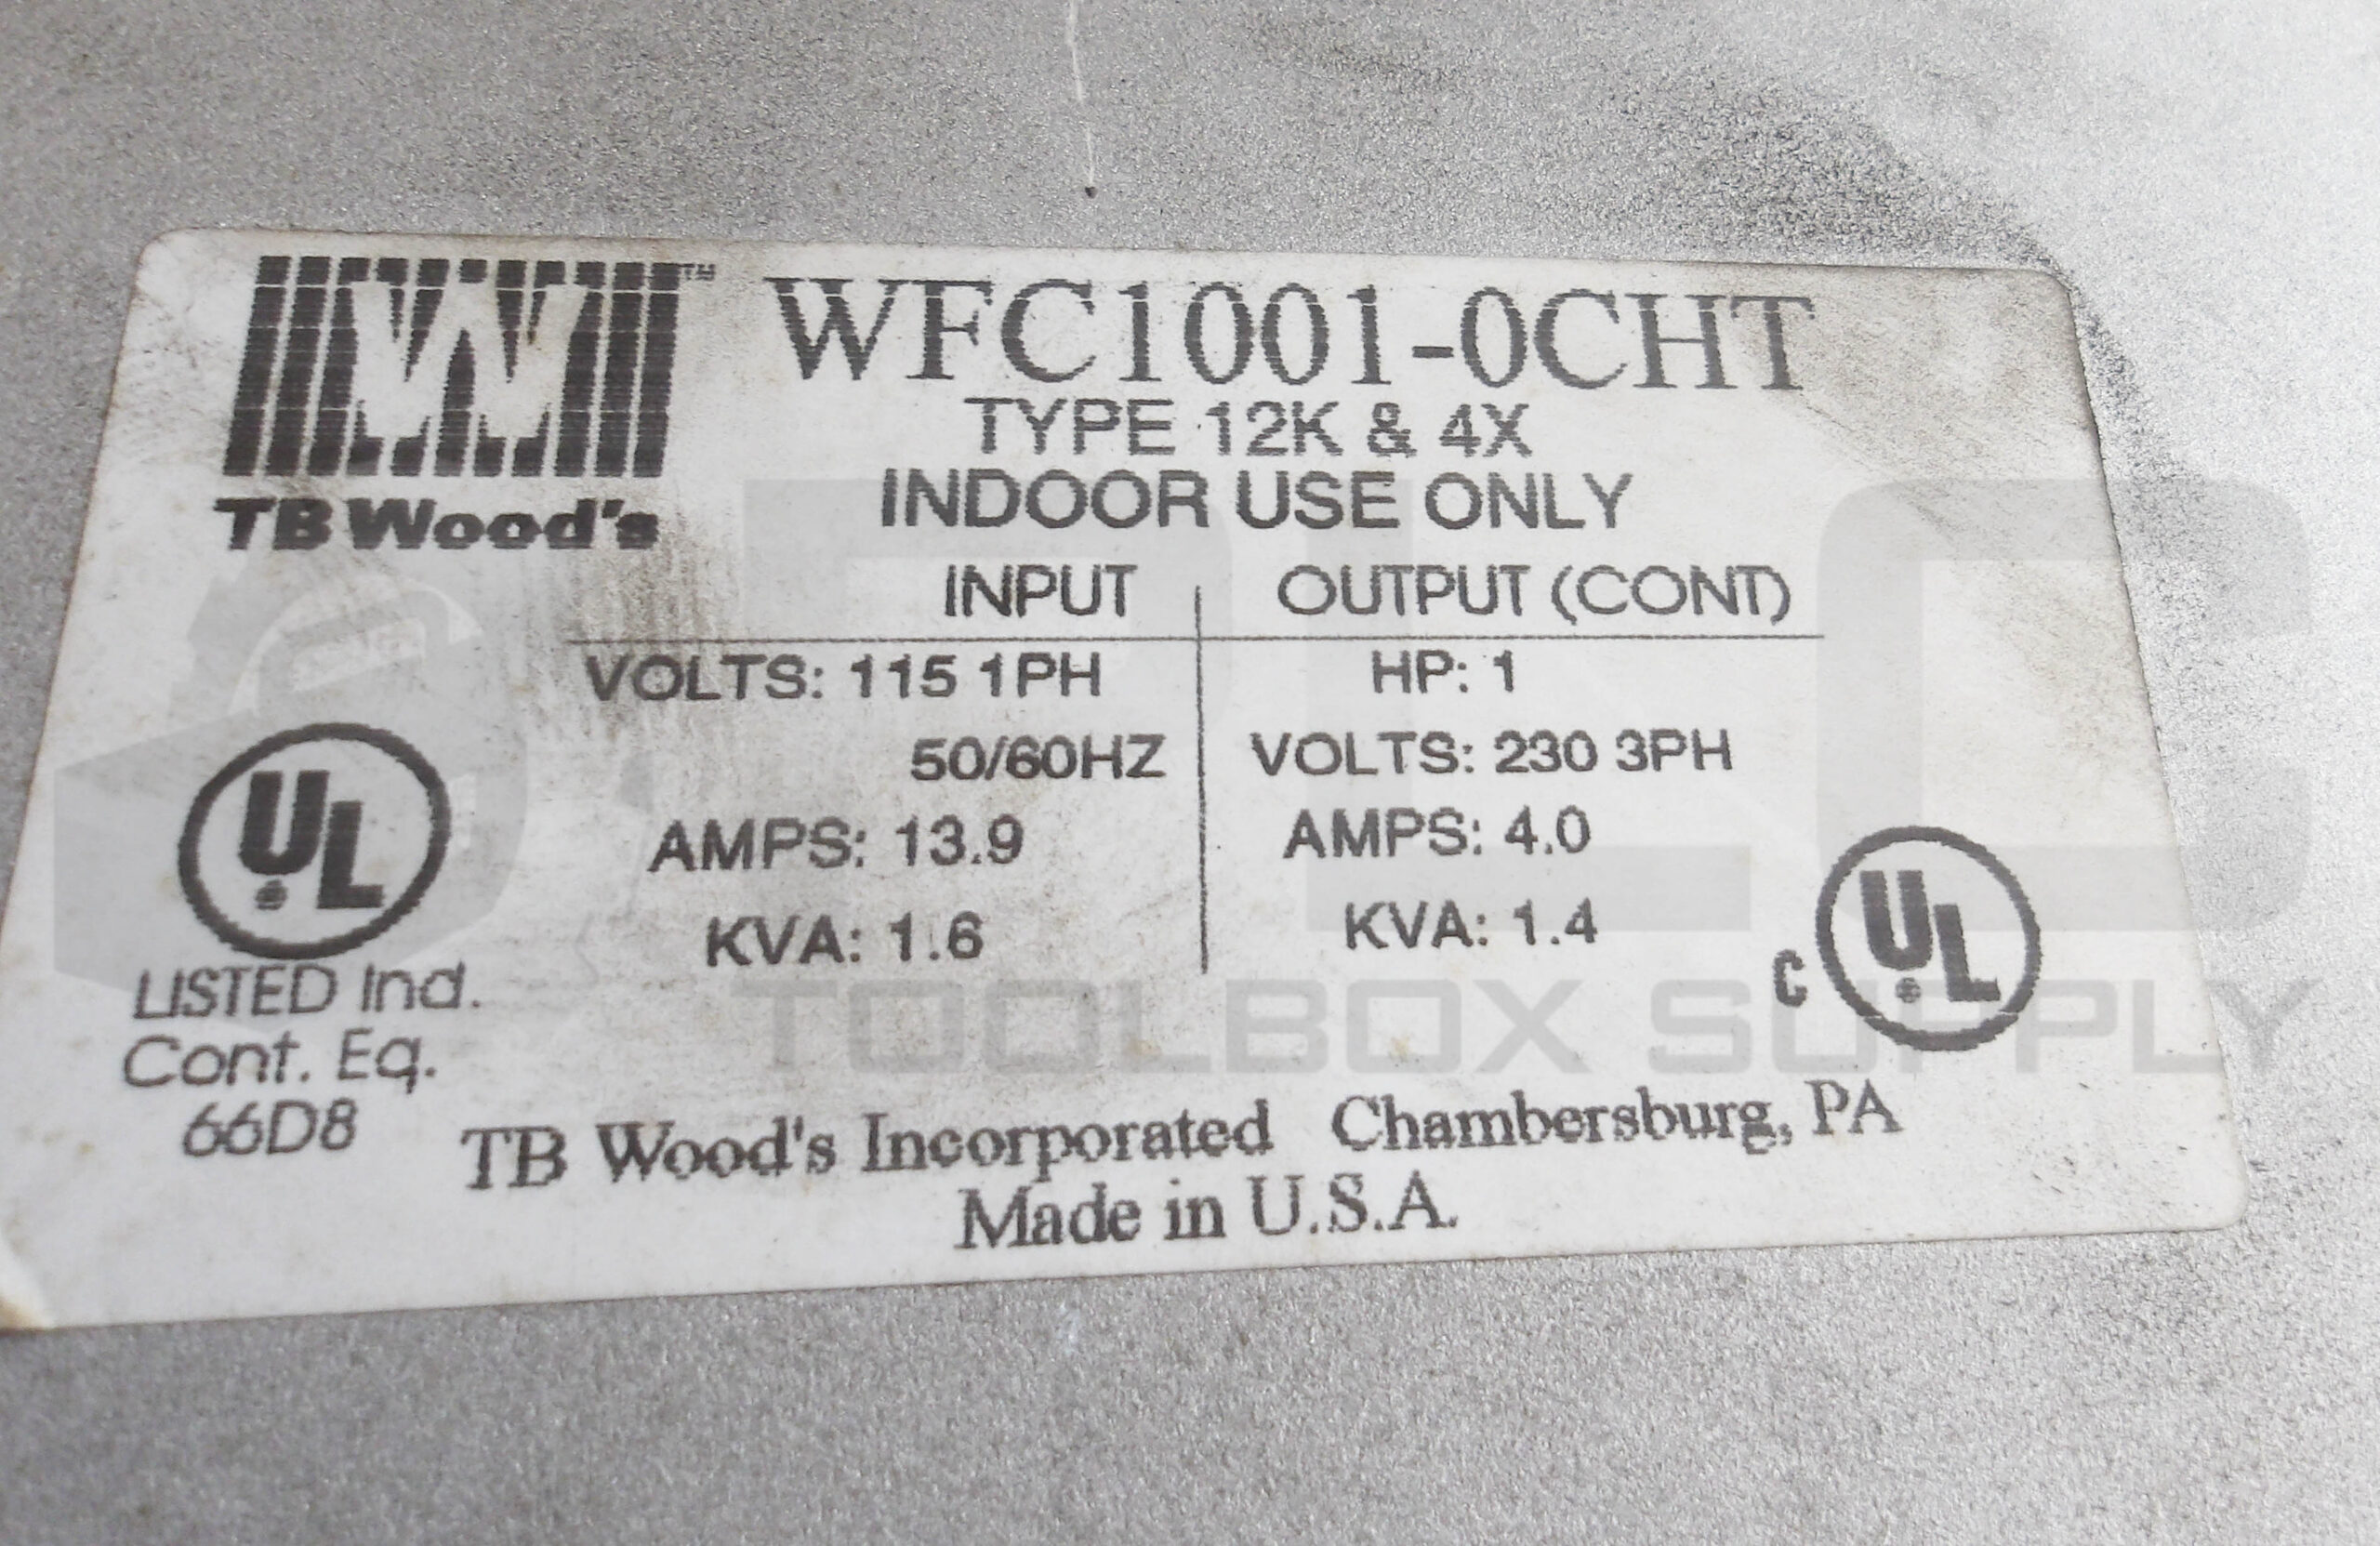 TM
WFC1001-0CHT
TYPE 12K & 4X
INDOOR USE ONLY
TB Wood's
INPUT OUTPUT (CONT)
VOLTS: 115 1PH HP: 1
50/60HZ VOLTS: 230 3PH
AMPS: 13.9 AMPS: 4.0
KVA: 1.6 KVA: 1.4
UL
LISTED Ind.
Cont. Eq.
66D8
C UL
TB Wood's Incorporated Chambersburg, PA
Made in U.S.A.
PLC
TOOLBOX SUPPLY